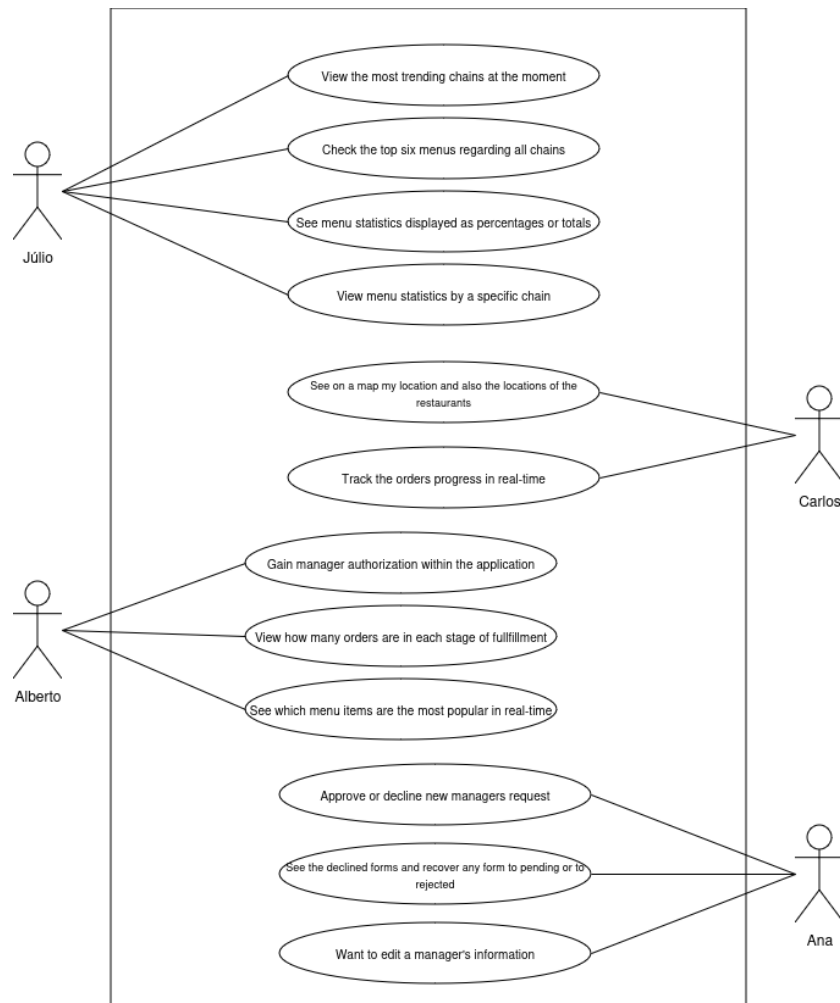 View the most trending chains at the moment
Check the top six menus regarding all chains
Júlio
See menu statistics displayed as percentages or totals
View menu statistics by a specific chain
See on a map my location and also the locations of the
restaurants
Track the orders progress in real-time
Carlos
Gain manager authorization within the application
View how many orders are in each stage of fullfillment
Alberto
See which menu items are the most popular in real-time
Approve or decline new managers request
See the declined forms and recover any form to pending or to
rejected
Ana
Want to edit a manager's information